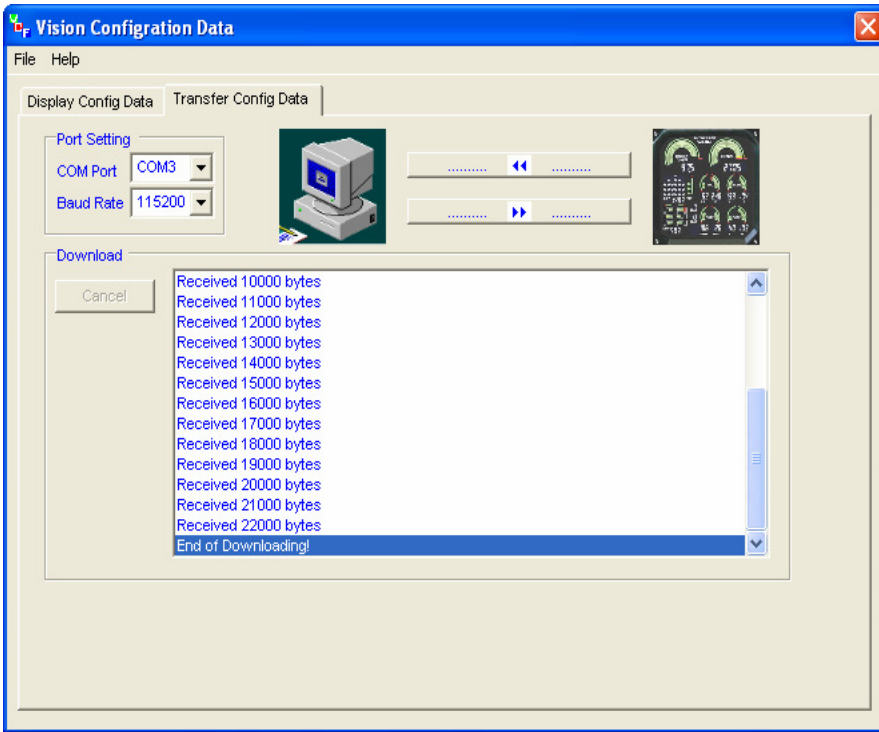 VDF Vision Configration Data
File Help
Display Config Data Transfer Config Data
Port Setting
COM Port COM3
Baud Rate 115200
.......... ..........
.......... ..........
Download
Cancel
Received 10000 bytes
Received 11000 bytes
Received 12000 bytes
Received 13000 bytes
Received 14000 bytes
Received 15000 bytes
Received 16000 bytes
Received 17000 bytes
Received 18000 bytes
Received 19000 bytes
Received 20000 bytes
Received 21000 bytes
Received 22000 bytes
End of Downloading!